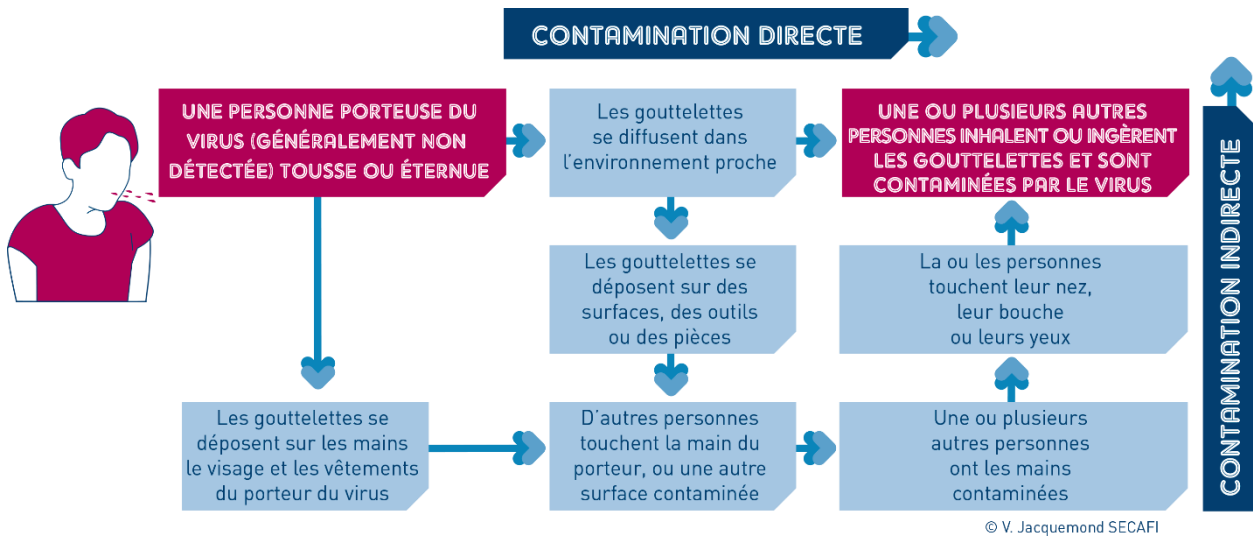 CONTAMINATION DIRECTE
UNE PERSONNE PORTEUSE DU
VIRUS (GÉNÉRALEMENT NON
DÉTECTÉE) TOUSSE OU ÉTERNUE
Les gouttelettes
se diffusent dans
l'environnement proche
UNE OU PLUSIEURS AUTRES
PERSONNES INHALENT OU INGÈRENT
LES GOUTTELETTES ET SONT
CONTAMINÉES PAR LE VIRUS
Les gouttelettes se
déposent sur des
surfaces, des outils
ou des pièces
La ou les personnes
touchent leur nez,
leur bouche
ou leurs yeux
Les gouttelettes se
déposent sur les mains
le visage et les vêtements
du porteur du virus
D'autres personnes
touchent la main du
porteur, ou une autre
surface contaminée
Une ou plusieurs
autres personnes
ont les mains
contaminées
CONTAMINATION INDIRECTE
© V. Jacquemond SECAFI